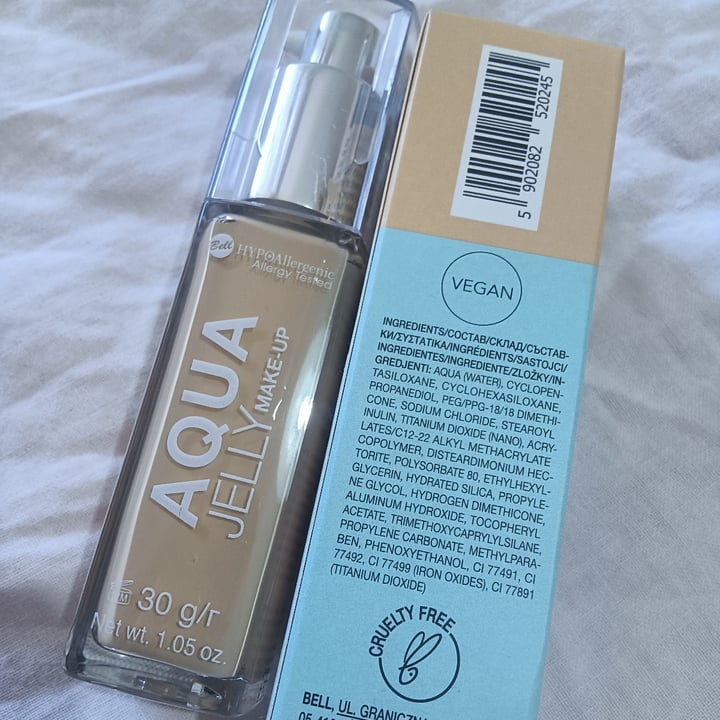 Bell
HYPOAllergenic
Allergy Tested
AQUA
JELLY MAKE-UP
30 g/г
Net wt. 1.05 oz.
5 902082 520245
VEGAN
INGREDIENTS/СОСТАВ/СКЛАД/СЪСТАВ-
КИ/ΣΥΣΤΑΤΙΚΑ/INGRÉDIENTS/SASTOJCI/
INGREDIENTES/INGREDIENTE/ZLOŽKY/IN-
GREDJENTI: AQUA (WATER), CYCLOPEN-
TASILOXANE, CYCLOHEXASILOXANE,
PROPANEDIOL, PEG/PPG-18/18 DIMETHI-
CONE, SODIUM CHLORIDE, STEAROYL
INULIN, TITANIUM DIOXIDE (NANO), ACRY-
LATES/C12-22 ALKYL METHACRYLATE
COPOLYMER, DISTEARDIMONIUM HEC-
TORITE, POLYSORBATE 80, ETHYLHEXYL-
GLYCERIN, HYDRATED SILICA, PROPYLE-
NE GLYCOL, HYDROGEN DIMETHICONE,
ALUMINUM HYDROXIDE, TOCOPHERYL
ACETATE, TRIMETHOXYCAPRYLYLSILANE,
PROPYLENE CARBONATE, METHYLPARA-
BEN, PHENOXYETHANOL, CI 77491, CI
77492, CI 77499 (IRON OXIDES), CI 77891
(TITANIUM DIOXIDE)
CRUELTY FREE
BELL, UL. GRANICZNA